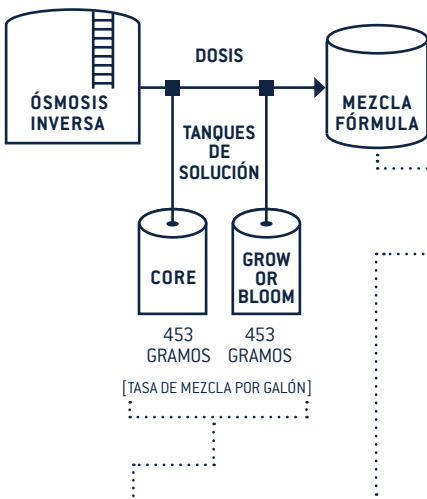 DOSIS
ÓSMOSIS
INVERSA
MEZCLA
FÓRMULA
TANQUES
DE
SOLUCIÓN
CORE
GROW
OR
BLOOM
453
GRAMOS
453
GRAMOS
[TASA DE MEZCLA POR GALÓN]